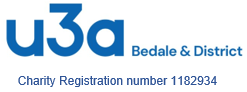 u3a
Bedale & District
Charity Registration number 1182934